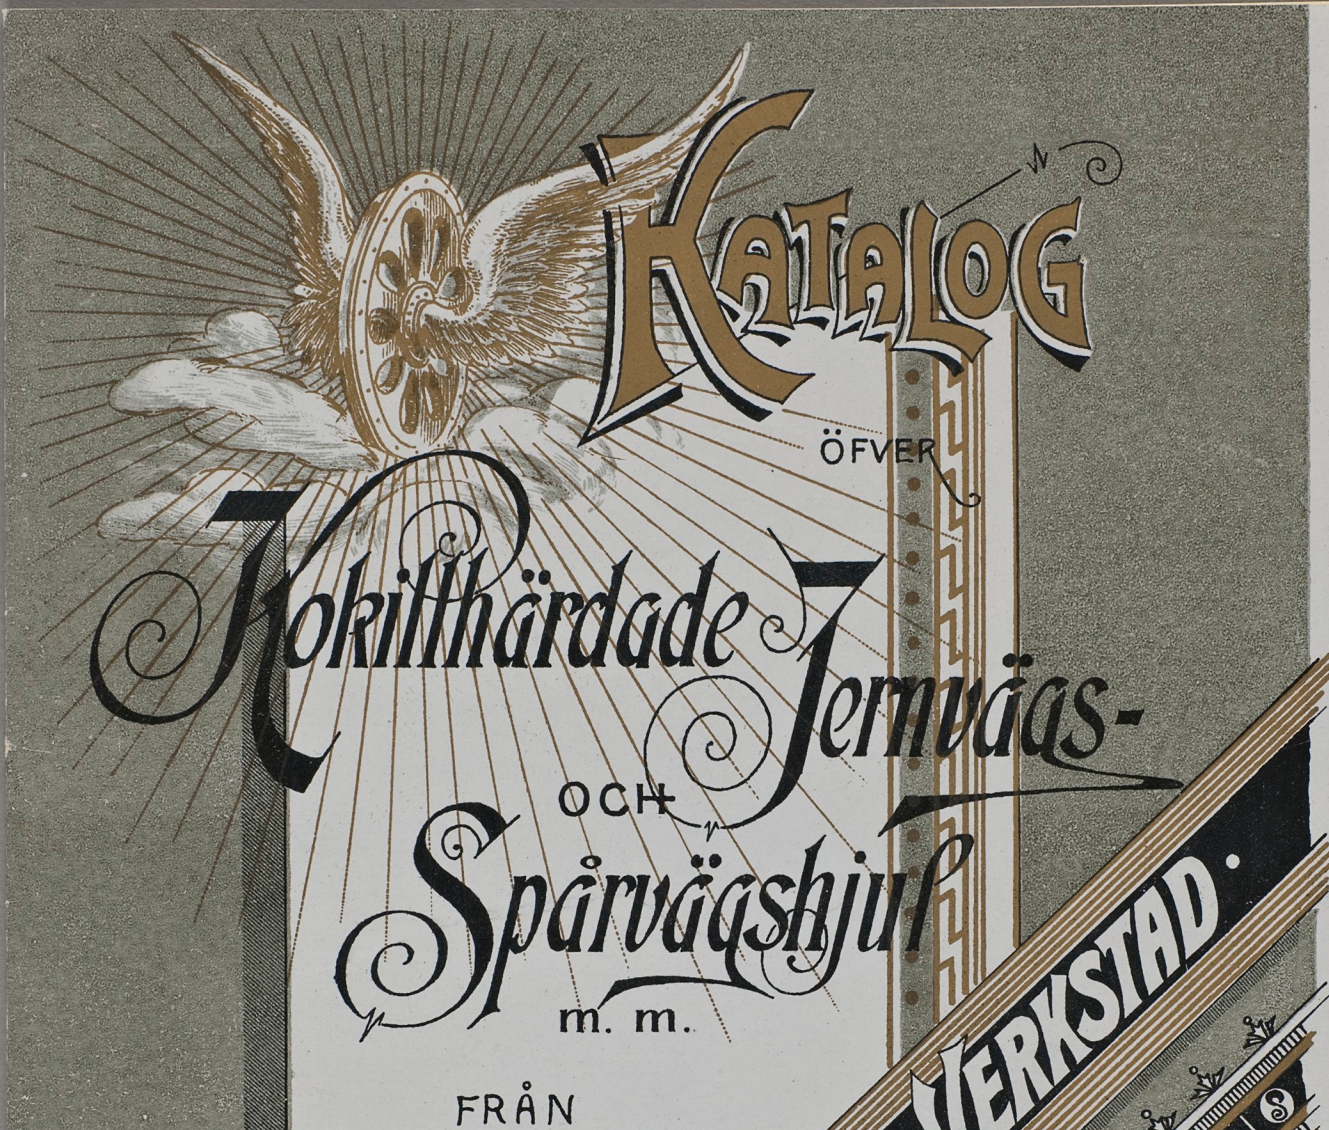 KATALOG
ÖFVER
Kokillhärdade Jernvägs-
OCH
Spårvägshjul
m. m.
FRÅN
VERKSTAD.
S